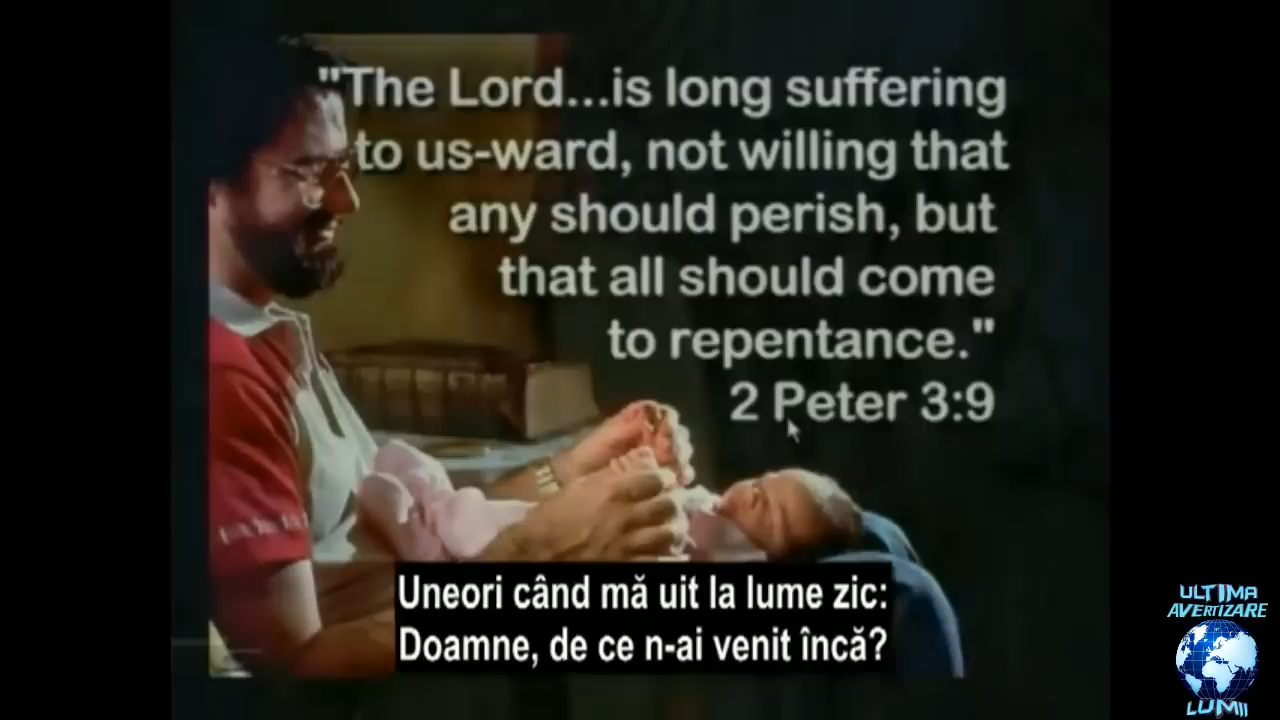 "The Lord...is long suffering
to us-ward, not willing that
any should perish, but
that all should come
to repentance."
2 Peter 3:9
Uneori când mă uit la lume zic:
Doamne, de ce n-ai venit încă?
ULTIMA
AVERTIZARE
LUMII